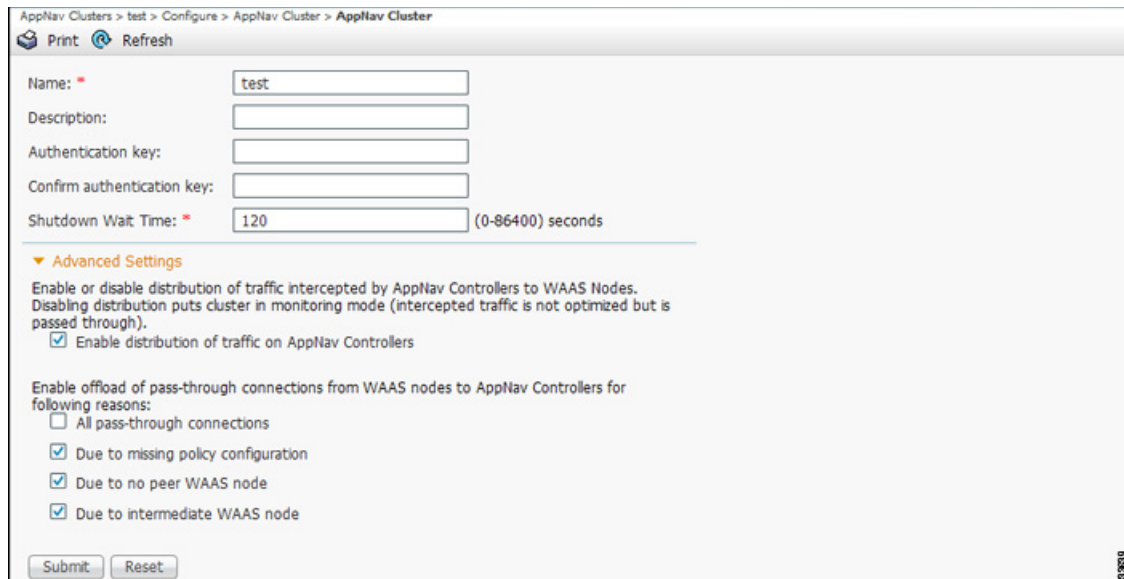 AppNav Clusters > test > Configure > AppNav Cluster > AppNav Cluster
Print Refresh
Name: * test
Description:
Authentication key:
Confirm authentication key:
Shutdown Wait Time: * 120 (0-86400) seconds
Advanced Settings
Enable or disable distribution of traffic intercepted by AppNav Controllers to WAAS Nodes.
Disabling distribution puts cluster in monitoring mode (intercepted traffic is not optimized but is
passed through).
Enable distribution of traffic on AppNav Controllers
Enable offload of pass-through connections from WAAS nodes to AppNav Controllers for
following reasons:
All pass-through connections
Due to missing policy configuration
Due to no peer WAAS node
Due to intermediate WAAS node
Submit Reset